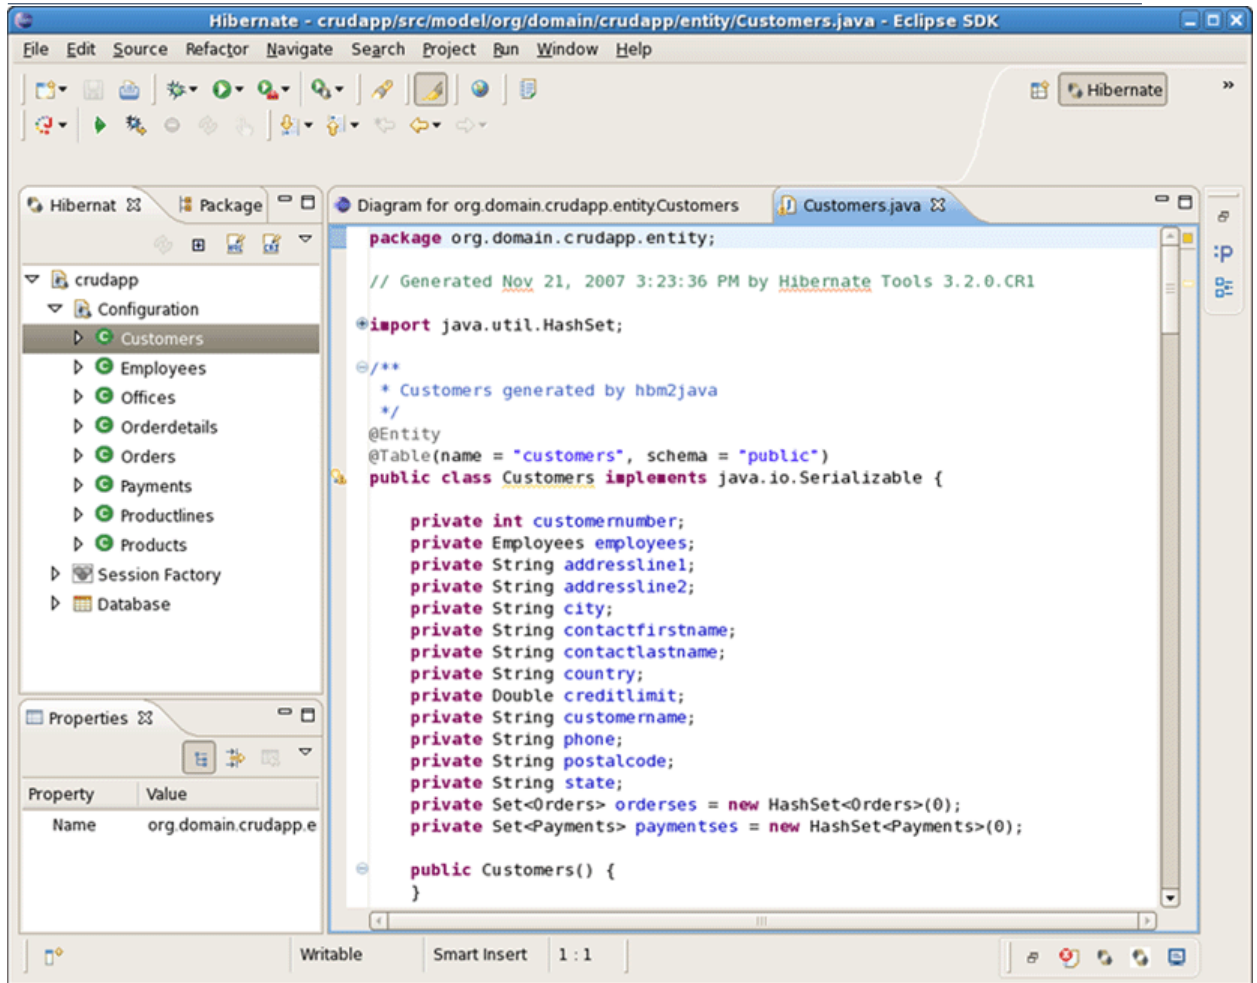 Hibernate - crudapp/src/model/org/domain/crudapp/entity/Customers.java - Eclipse SDK
File Edit Source Refactor Navigate Search Project Run Window Help
Hibernate »
Hibernat Package
Diagram for org.domain.crudapp.entity.Customers Customers.java
crudapp
Configuration
Customers
Employees
Offices
Orderdetails
Orders
Payments
Productlines
Products
Session Factory
Database
package org.domain.crudapp.entity;
// Generated Nov 21, 2007 3:23:36 PM by Hibernate Tools 3.2.0.CR1
import java.util.HashSet;
/**
* Customers generated by hbm2java
*/
@Entity
@Table(name = "customers", schema = "public")
public class Customers implements java.io.Serializable {
private int customernumber;
private Employees employees;
private String addressline1;
private String addressline2;
private String city;
private String contactfirstname;
private String contactlastname;
private String country;
private Double creditlimit;
private String customername;
private String phone;
private String postalcode;
private String state;
private Set<Orders> orderses = new HashSet<Orders>(0);
private Set<Payments> paymentses = new HashSet<Payments>(0);
public Customers() {
}
Properties
Property Value
Name org.domain.crudapp.e
Writable Smart Insert 1 : 1